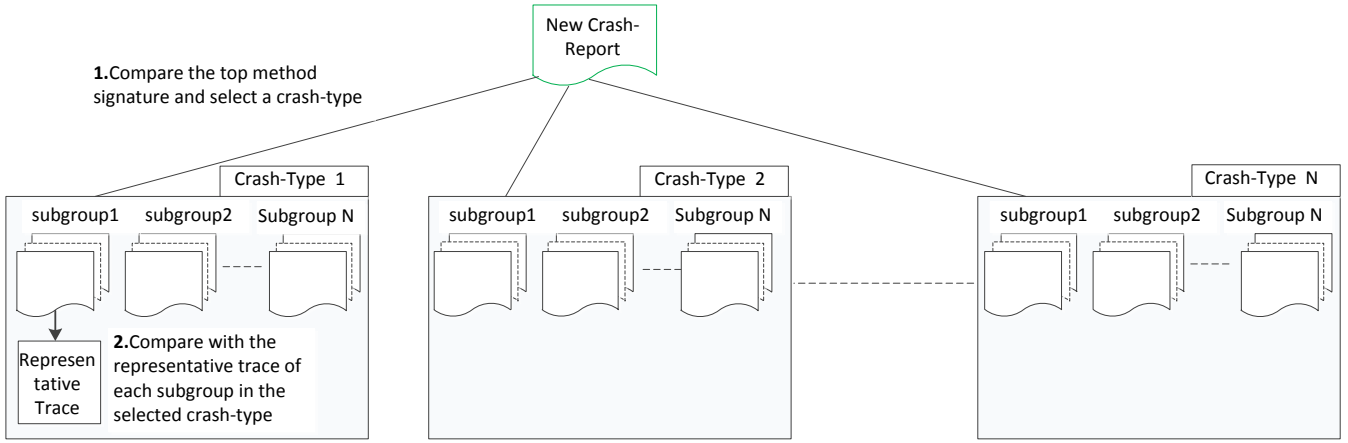 New Crash-
Report
1.Compare the top method
signature and select a crash-type
Crash-Type 1
subgroup1 subgroup2 Subgroup N
Represen
tative
Trace
2.Compare with the
representative trace of
each subgroup in the
selected crash-type
Crash-Type 2
subgroup1 subgroup2 Subgroup N
Crash-Type N
subgroup1 subgroup2 Subgroup N